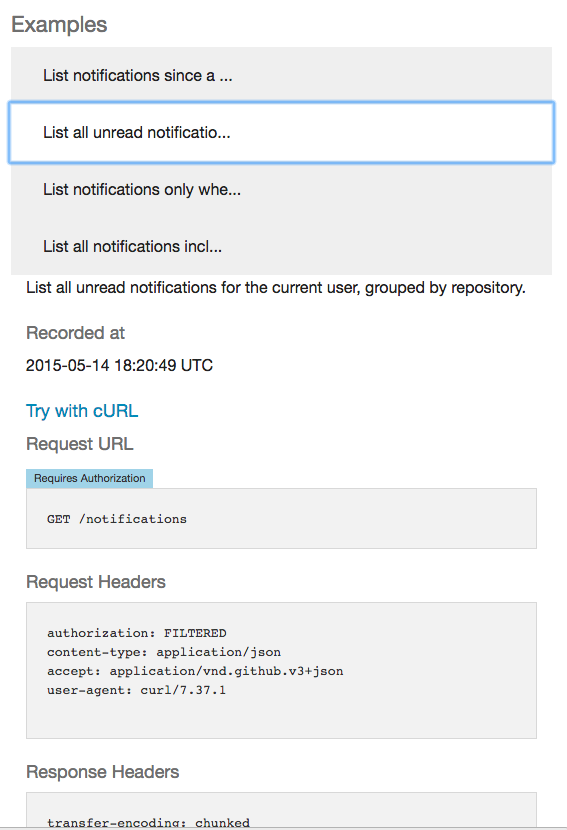 Examples
List notifications since a ...
List all unread notificatio...
List notifications only whe...
List all notifications incl...
List all unread notifications for the current user, grouped by repository.
Recorded at
2015-05-14 18:20:49 UTC
Try with cURL
Request URL
Requires Authorization
GET /notifications
Request Headers
authorization: FILTERED
content-type: application/json
accept: application/vnd.github.v3+json
user-agent: curl/7.37.1
Response Headers
transfer-encoding: chunked